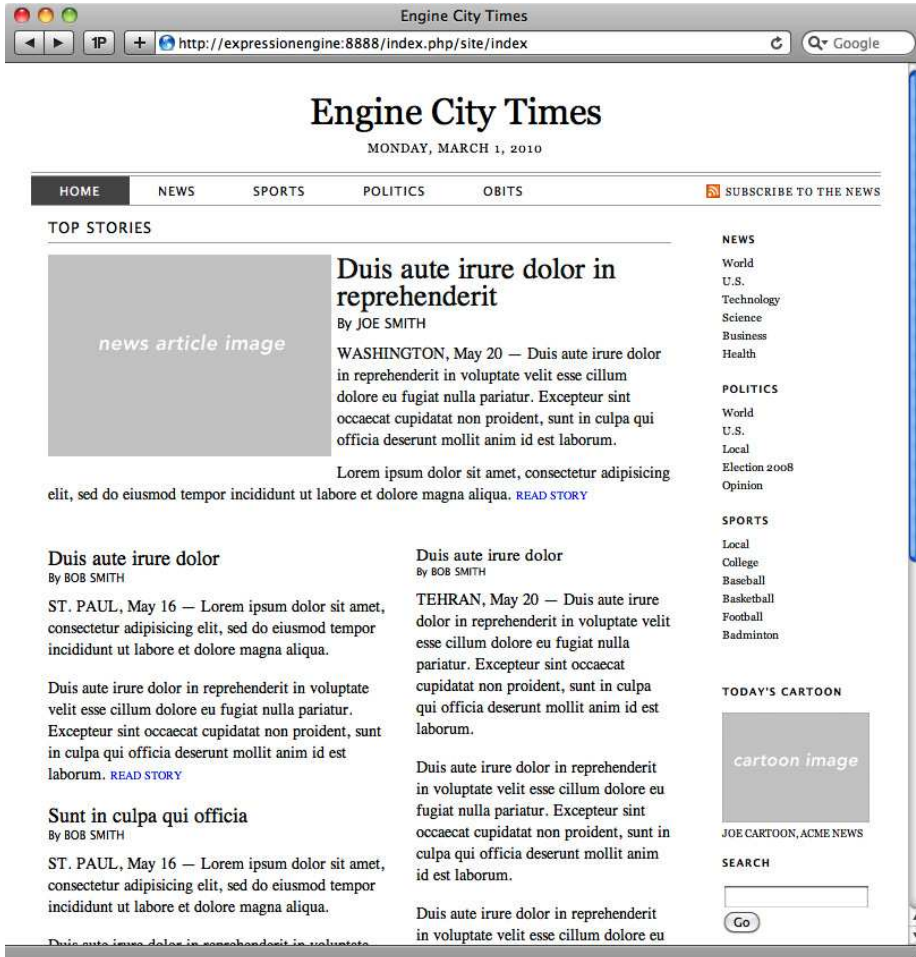 Engine City Times
1P
+
http://expressionengine:8888/index.php/site/index
Google
Engine City Times
MONDAY, MARCH 1, 2010
HOME NEWS SPORTS POLITICS OBITS SUBSCRIBE TO THE NEWS
TOP STORIES
news article image
Duis aute irure dolor in
reprehenderit
By JOE SMITH
WASHINGTON, May 20 — Duis aute irure dolor
in reprehenderit in voluptate velit esse cillum
dolore eu fugiat nulla pariatur. Excepteur sint
occaecat cupidatat non proident, sunt in culpa qui
officia deserunt mollit anim id est laborum.
Lorem ipsum dolor sit amet, consectetur adipisicing
elit, sed do eiusmod tempor incididunt ut labore et dolore magna aliqua. READ STORY
Duis aute irure dolor
By BOB SMITH
ST. PAUL, May 16 — Lorem ipsum dolor sit amet,
consectetur adipisicing elit, sed do eiusmod tempor
incididunt ut labore et dolore magna aliqua.
Duis aute irure dolor in reprehenderit in voluptate
velit esse cillum dolore eu fugiat nulla pariatur.
Excepteur sint occaecat cupidatat non proident, sunt
in culpa qui officia deserunt mollit anim id est
laborum. READ STORY
Sunt in culpa qui officia
By BOB SMITH
ST. PAUL, May 16 — Lorem ipsum dolor sit amet,
consectetur adipisicing elit, sed do eiusmod tempor
incididunt ut labore et dolore magna aliqua.
Duis aute irure dolor in reprehenderit in voluptate
Duis aute irure dolor
By BOB SMITH
TEHRAN, May 20 — Duis aute irure
dolor in reprehenderit in voluptate velit
esse cillum dolore eu fugiat nulla
pariatur. Excepteur sint occaecat
cupidatat non proident, sunt in culpa
qui officia deserunt mollit anim id est
laborum.
Duis aute irure dolor in reprehenderit
in voluptate velit esse cillum dolore eu
fugiat nulla pariatur. Excepteur sint
occaecat cupidatat non proident, sunt in
culpa qui officia deserunt mollit anim
id est laborum.
Duis aute irure dolor in reprehenderit
in voluptate velit esse cillum dolore eu
NEWS
World
U.S.
Technology
Science
Business
Health
POLITICS
World
U.S.
Local
Election 2008
Opinion
SPORTS
Local
College
Baseball
Basketball
Football
Badminton
TODAY'S CARTOON
cartoon image
JOE CARTOON, ACME NEWS
SEARCH
Go